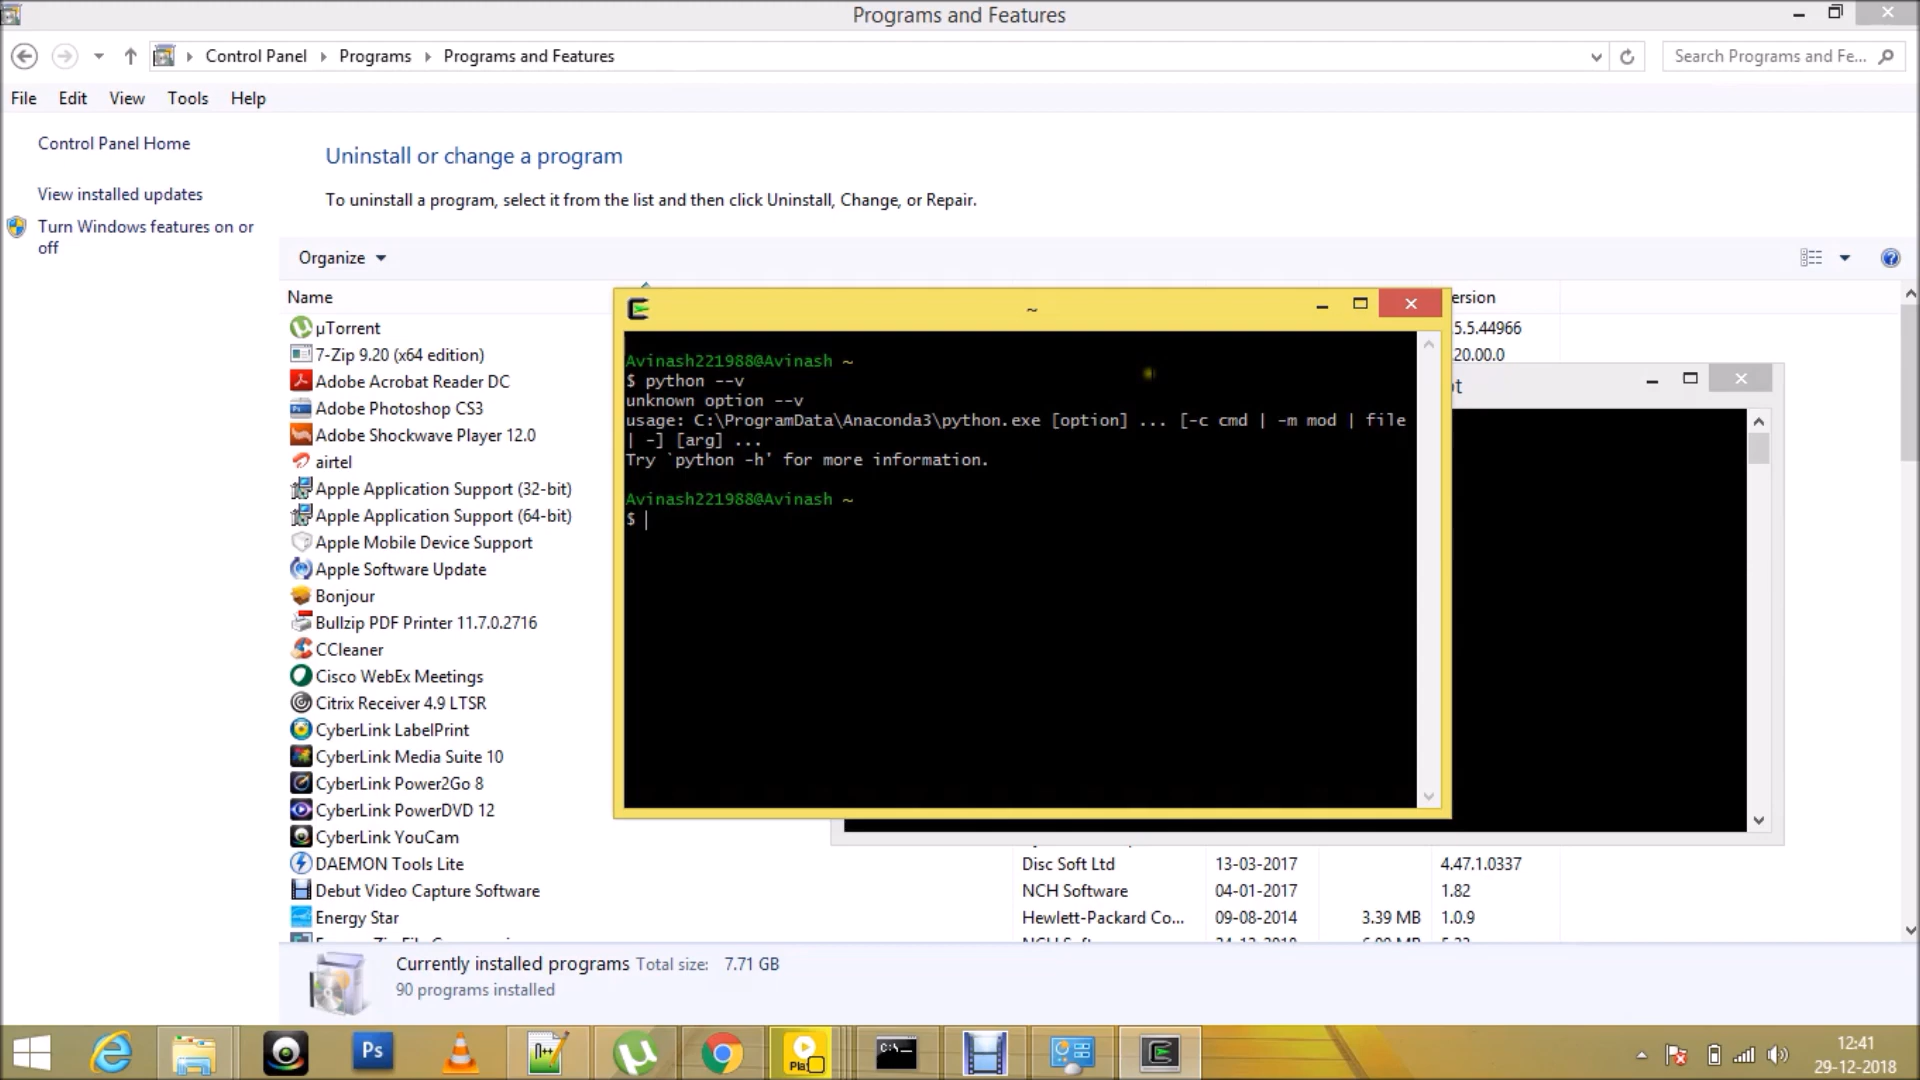 Programs and Features
Control Panel Programs Programs and Features
Search Programs and Fe...
File Edit View Tools Help
Control Panel Home
View installed updates
Turn Windows features on or
off
Uninstall or change a program
To uninstall a program, select it from the list and then click Uninstall, Change, or Repair.
Organize
Name
ersion
µTorrent
5.5.44966
7-Zip 9.20 (x64 edition)
20.00.0
Adobe Acrobat Reader DC
Adobe Photoshop CS3
Adobe Shockwave Player 12.0
airtel
Apple Application Support (32-bit)
Apple Application Support (64-bit)
Apple Mobile Device Support
Apple Software Update
Bonjour
Bullzip PDF Printer 11.7.0.2716
CCleaner
Cisco WebEx Meetings
Citrix Receiver 4.9 LTSR
CyberLink LabelPrint
CyberLink Media Suite 10
CyberLink Power2Go 8
CyberLink PowerDVD 12
CyberLink YouCam
DAEMON Tools Lite Disc Soft Ltd 13-03-2017 4.47.1.0337
Debut Video Capture Software NCH Software 04-01-2017 1.82
Energy Star Hewlett-Packard Co... 09-08-2014 3.39 MB 1.0.9
~
Avinash221988@Avinash ~
$ python --v
unknown option --v
usage: C:\ProgramData\Anaconda3\python.exe [option] ... [-c cmd | -m mod | file
| -] [arg] ...
Try `python -h' for more information.
Avinash221988@Avinash ~
$
ot
Currently installed programs Total size: 7.71 GB
90 programs installed
Ps
n++
Play
C:\._
12:41
29-12-2018